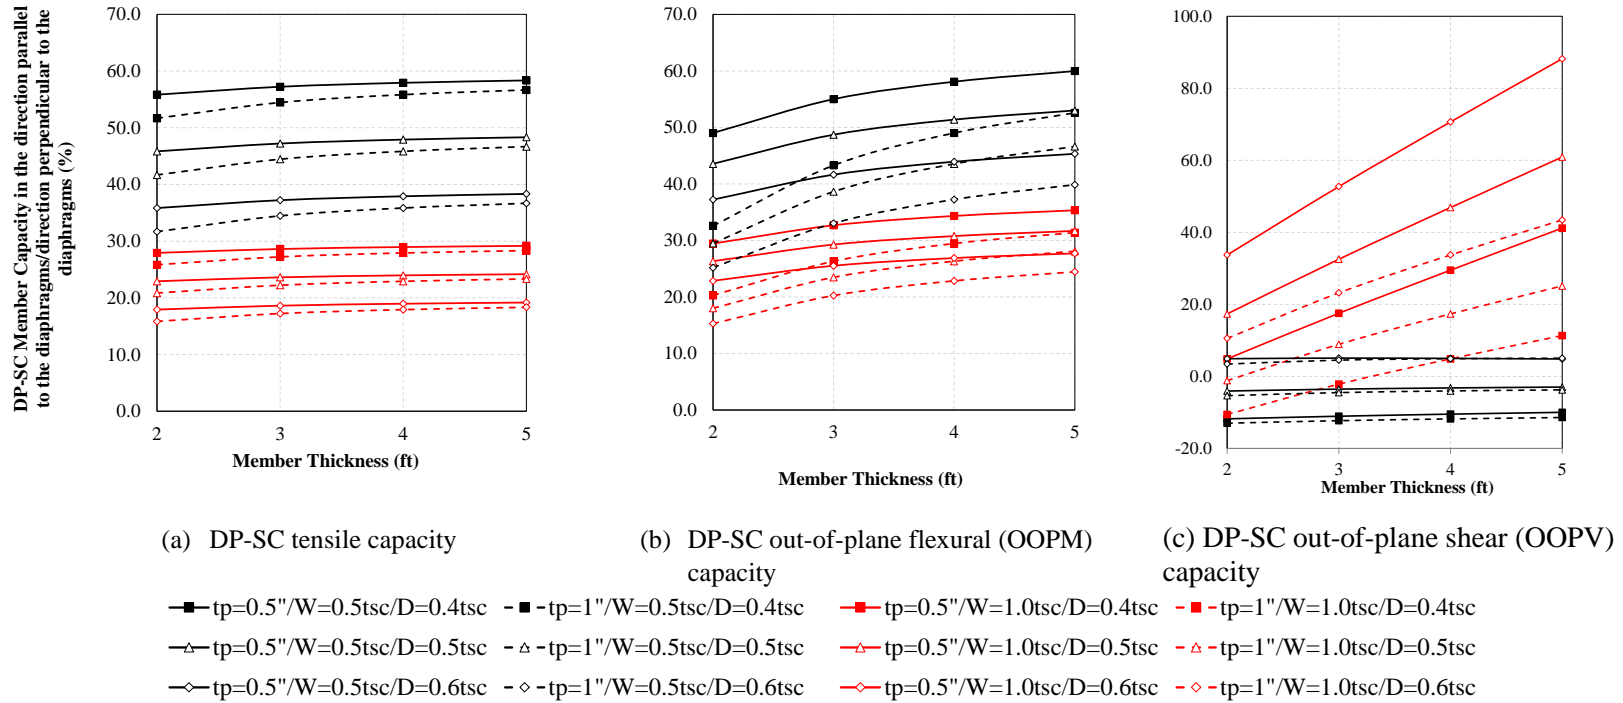 DP-SC Member Capacity in the direction parallel
to the diaphragms/direction perpendicular to the
diaphragms (%)
70.0
60.0
50.0
40.0
30.0
20.0
10.0
0.0
2 3 4 5
Member Thickness (ft)
70.0
60.0
50.0
40.0
30.0
20.0
10.0
0.0
2 3 4 5
Member Thickness (ft)
100.0
80.0
60.0
40.0
20.0
0.0
-20.0
2 3 4 5
Member Thickness (ft)
(a) DP-SC tensile capacity
(b) DP-SC out-of-plane flexural (OOPM)
capacity
(c) DP-SC out-of-plane shear (OOPV)
capacity
tp=0.5"/W=0.5tsc/D=0.4tsc tp=1"/W=0.5tsc/D=0.4tsc tp=0.5"/W=1.0tsc/D=0.4tsc tp=1"/W=1.0tsc/D=0.4tsc
tp=0.5"/W=0.5tsc/D=0.5tsc tp=1"/W=0.5tsc/D=0.5tsc tp=0.5"/W=1.0tsc/D=0.5tsc tp=1"/W=1.0tsc/D=0.5tsc
tp=0.5"/W=0.5tsc/D=0.6tsc tp=1"/W=0.5tsc/D=0.6tsc tp=0.5"/W=1.0tsc/D=0.6tsc tp=1"/W=1.0tsc/D=0.6tsc